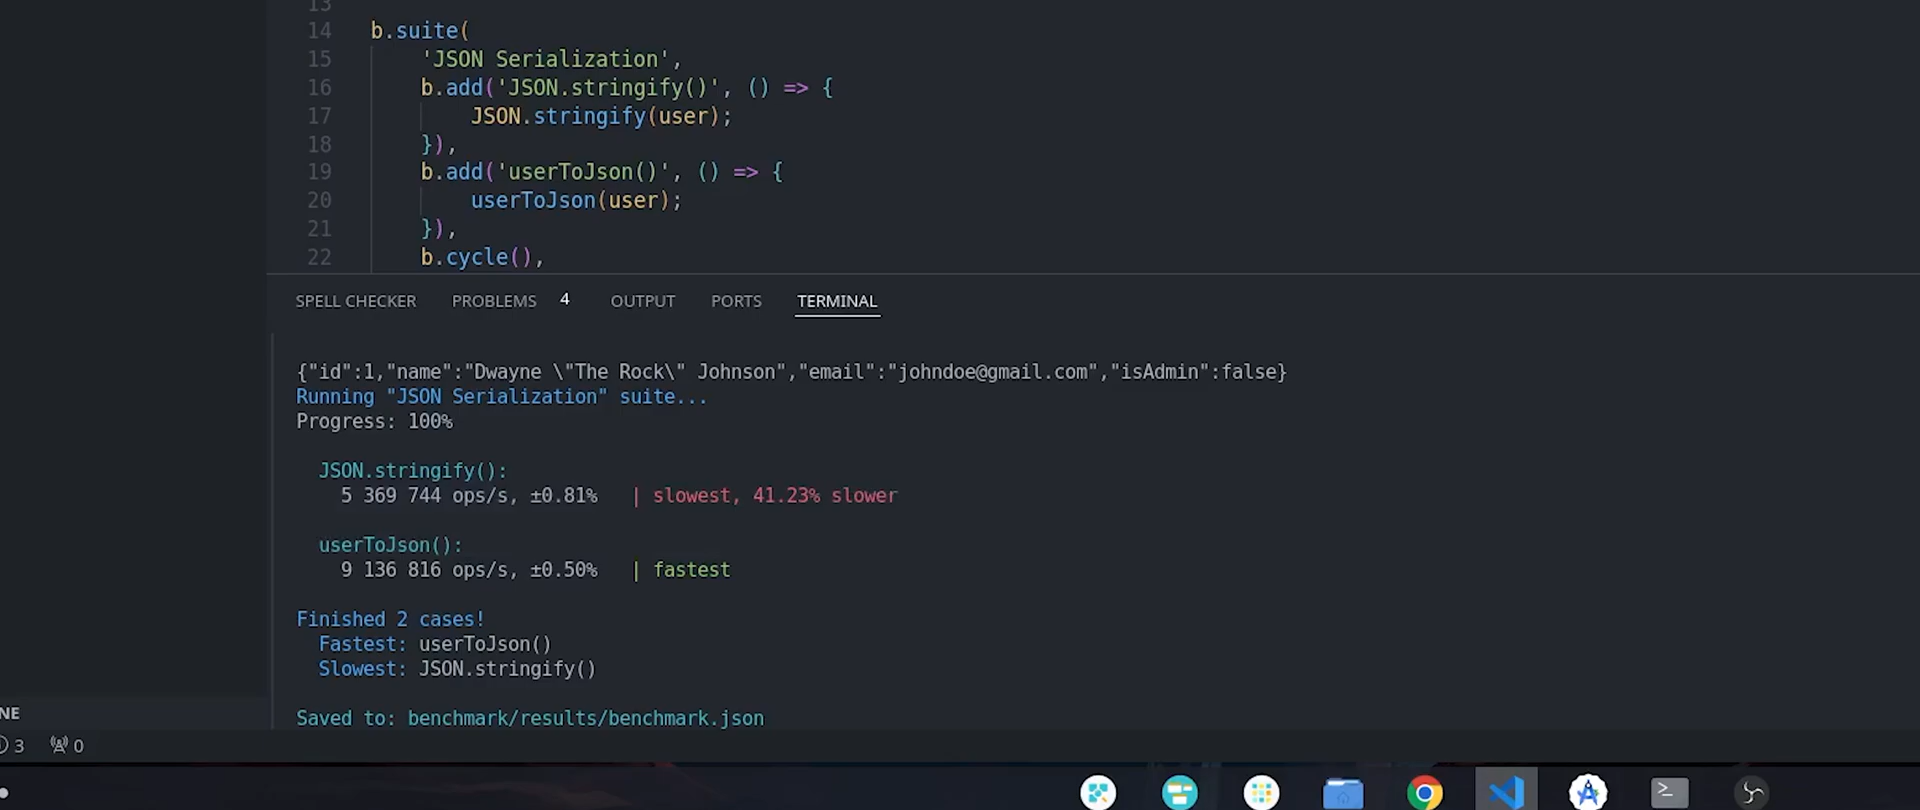 13
14 b.suite(
15 'JSON Serialization',
16 b.add('JSON.stringify()', () => {
17 JSON.stringify(user);
18 }),
19 b.add('userToJson()', () => {
20 userToJson(user);
21 }),
22 b.cycle(),
SPELL CHECKER PROBLEMS 4 OUTPUT PORTS TERMINAL
{"id":1,"name":"Dwayne \"The Rock\" Johnson","email":"johndoe@gmail.com","isAdmin":false}
Running "JSON Serialization" suite...
Progress: 100%
JSON.stringify():
5 369 744 ops/s, ±0.81% | slowest, 41.23% slower
userToJson():
9 136 816 ops/s, ±0.50% | fastest
Finished 2 cases!
Fastest: userToJson()
Slowest: JSON.stringify()
Saved to: benchmark/results/benchmark.json
NE
3 0